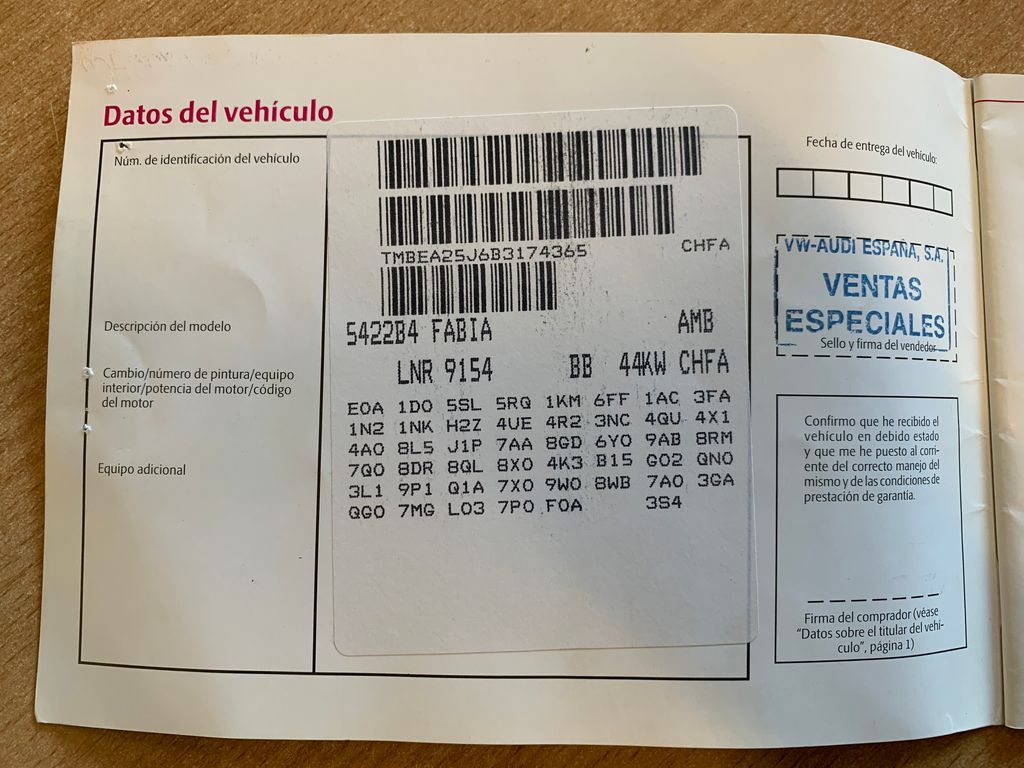 Datos del vehículo
Núm. de identificación del vehículo
TMBEA25J6B3174365 CHFA
Descripción del modelo
5422B4 FABIA AMB
Cambio/número de pintura/equipo
interior/potencia del motor/código
del motor
LNR 9154 BB 44KW CHFA
Equipo adicional
E0A 1D0 5SL 5RQ 1KM 6FF 1AC 3FA
1N2 1NK H2Z 4UE 4R2 3NC 4QU 4X1
4A0 8L5 J1P 7AA 8GD 6Y0 9AB 8RM
7Q0 8DR 8QL 8X0 4K3 B15 G02 QN0
3L1 9P1 Q1A 7X0 9W0 8WB 7A0 3GA
QG0 7MG L03 7P0 F0A 3S4
Fecha de entrega del vehículo:
VW-AUDI ESPAÑA, S.A.
VENTAS
ESPECIALES
Sello y firma del vendedor
Confirmo que he recibido el
vehículo en debido estado
y que me he puesto al corri-
ente del correcto manejo del
mismo y de las condiciones de
prestación de garantía.
Firma del comprador (véase
"Datos sobre el titular del vehí-
culo", página 1)